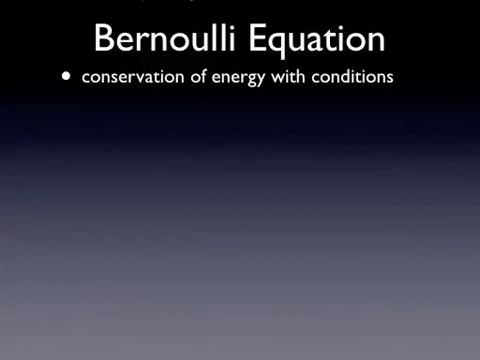 Bernoulli Equation
• conservation of energy with conditions